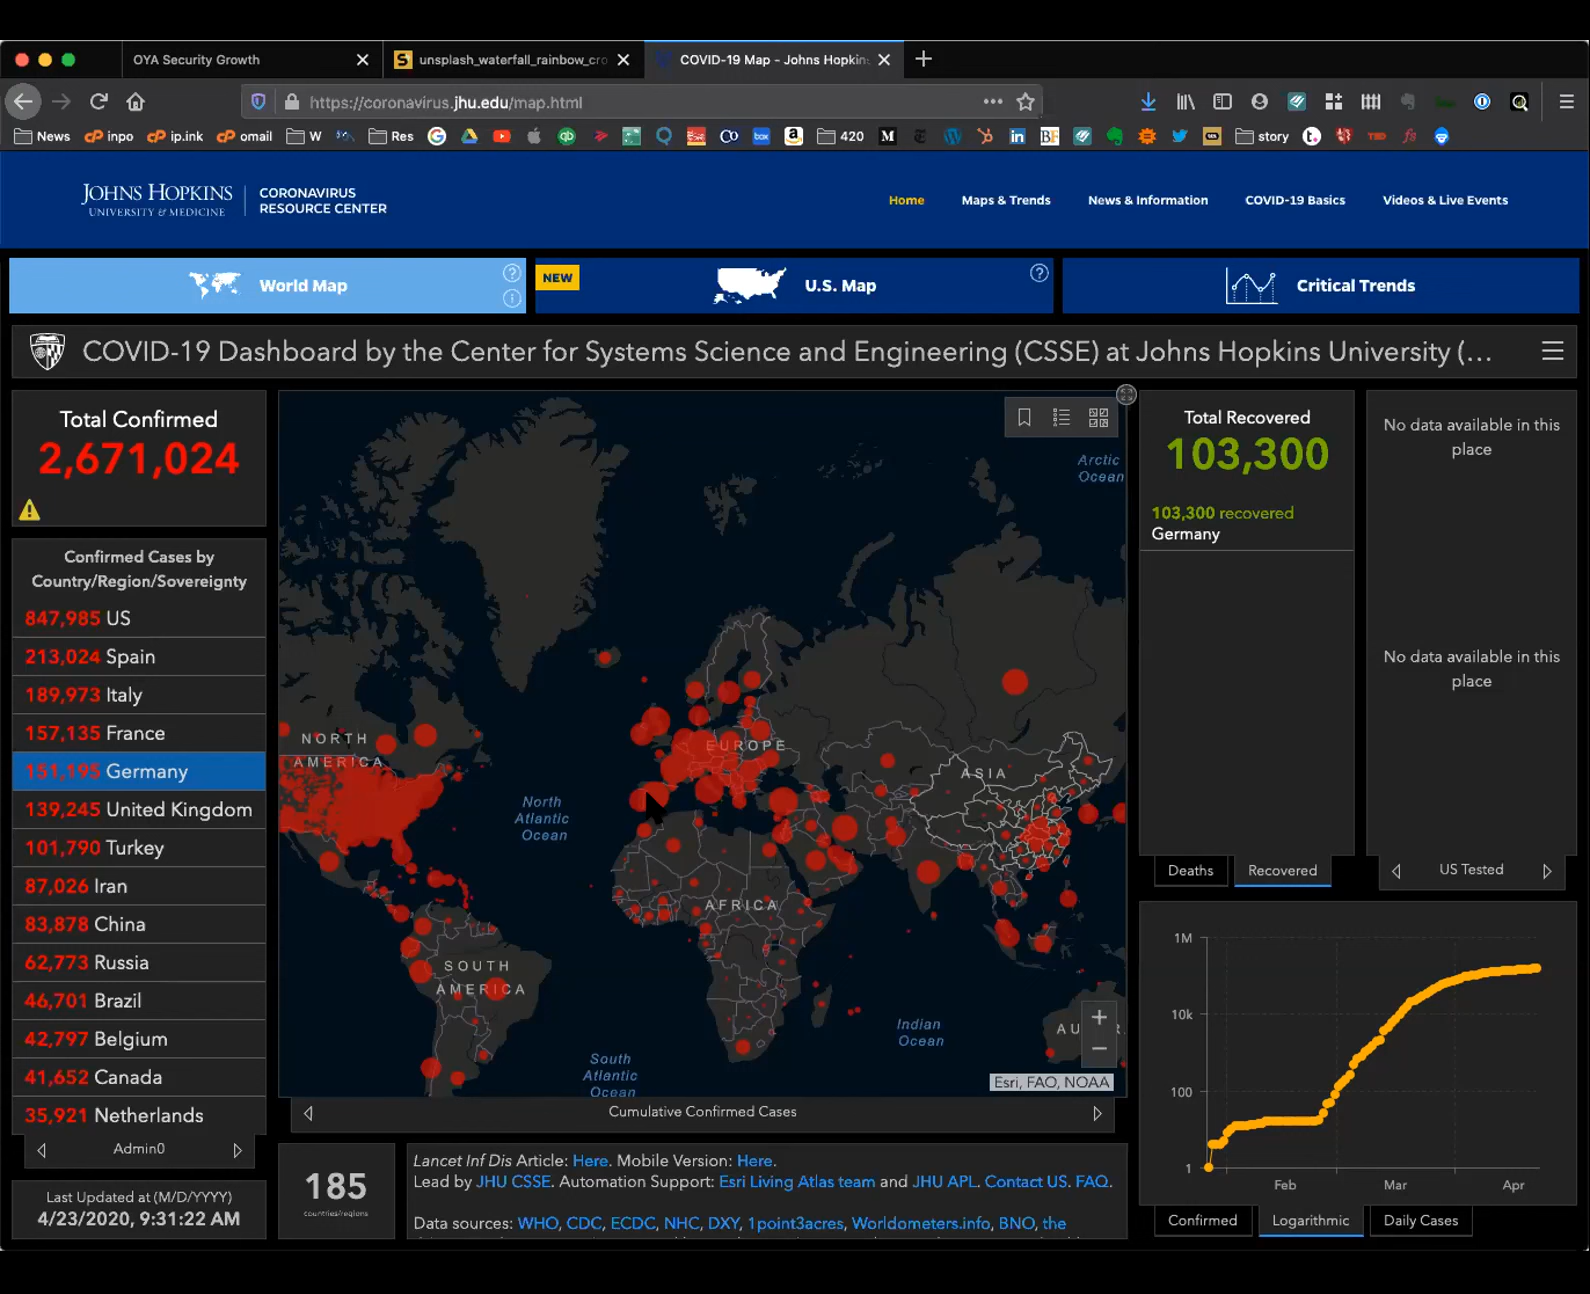 OYA Security Growth
unsplash_waterfall_rainbow_cro
COVID-19 Map - Johns Hopkin
https://coronavirus.jhu.edu/map.html
News
inpo
ip.ink
omail
W
Res
420
story
JOHNS HOPKINS
UNIVERSITY & MEDICINE
CORONAVIRUS
RESOURCE CENTER
Home
Maps & Trends
News & Information
COVID-19 Basics
Videos & Live Events
World Map
NEW
U.S. Map
Critical Trends
COVID-19 Dashboard by the Center for Systems Science and Engineering (CSSE) at Johns Hopkins University (...
Total Confirmed
2,671,024
Confirmed Cases by
Country/Region/Sovereignty
847,985 US
213,024 Spain
189,973 Italy
157,135 France
151,195 Germany
139,245 United Kingdom
101,790 Turkey
87,026 Iran
83,878 China
62,773 Russia
46,701 Brazil
42,797 Belgium
41,652 Canada
35,921 Netherlands
Admin0
Last Updated at (M/D/YYYY)
4/23/2020, 9:31:22 AM
Arctic
Ocean
NORTH
AMERICA
EUROPE
ASIA
North
Atlantic
Ocean
AFRICA
SOUTH
AMERICA
Indian
Ocean
South
Atlantic
Ocean
AU
R
+
−
Esri, FAO, NOAA
Cumulative Confirmed Cases
185
countries/regions
Lancet Inf Dis Article: Here. Mobile Version: Here.
Lead by JHU CSSE. Automation Support: Esri Living Atlas team and JHU APL. Contact US. FAQ.
Data sources: WHO, CDC, ECDC, NHC, DXY, 1point3acres, Worldometers.info, BNO, the
Total Recovered
103,300
103,300 recovered
Germany
Deaths
Recovered
No data available in this
place
No data available in this
place
US Tested
1M
10k
100
1
Feb
Mar
Apr
Confirmed
Logarithmic
Daily Cases